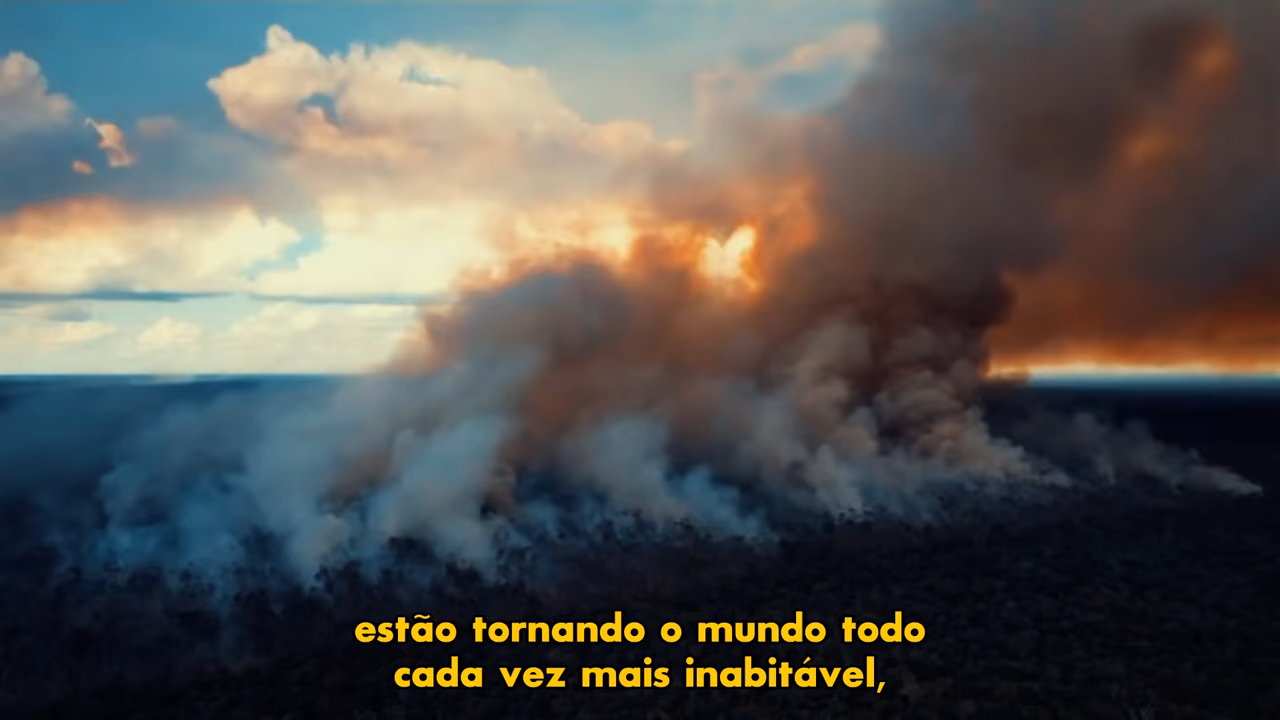 estão tornando o mundo todo
cada vez mais inabitável,